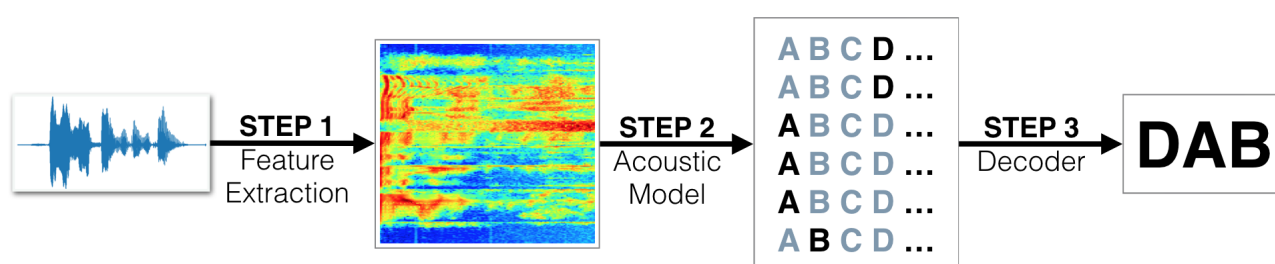 STEP 1
Feature
Extraction
STEP 2
Acoustic
Model
A B C D ...
A B C D ...
A B C D ...
A B C D ...
A B C D ...
A B C D ...
STEP 3
Decoder
DAB